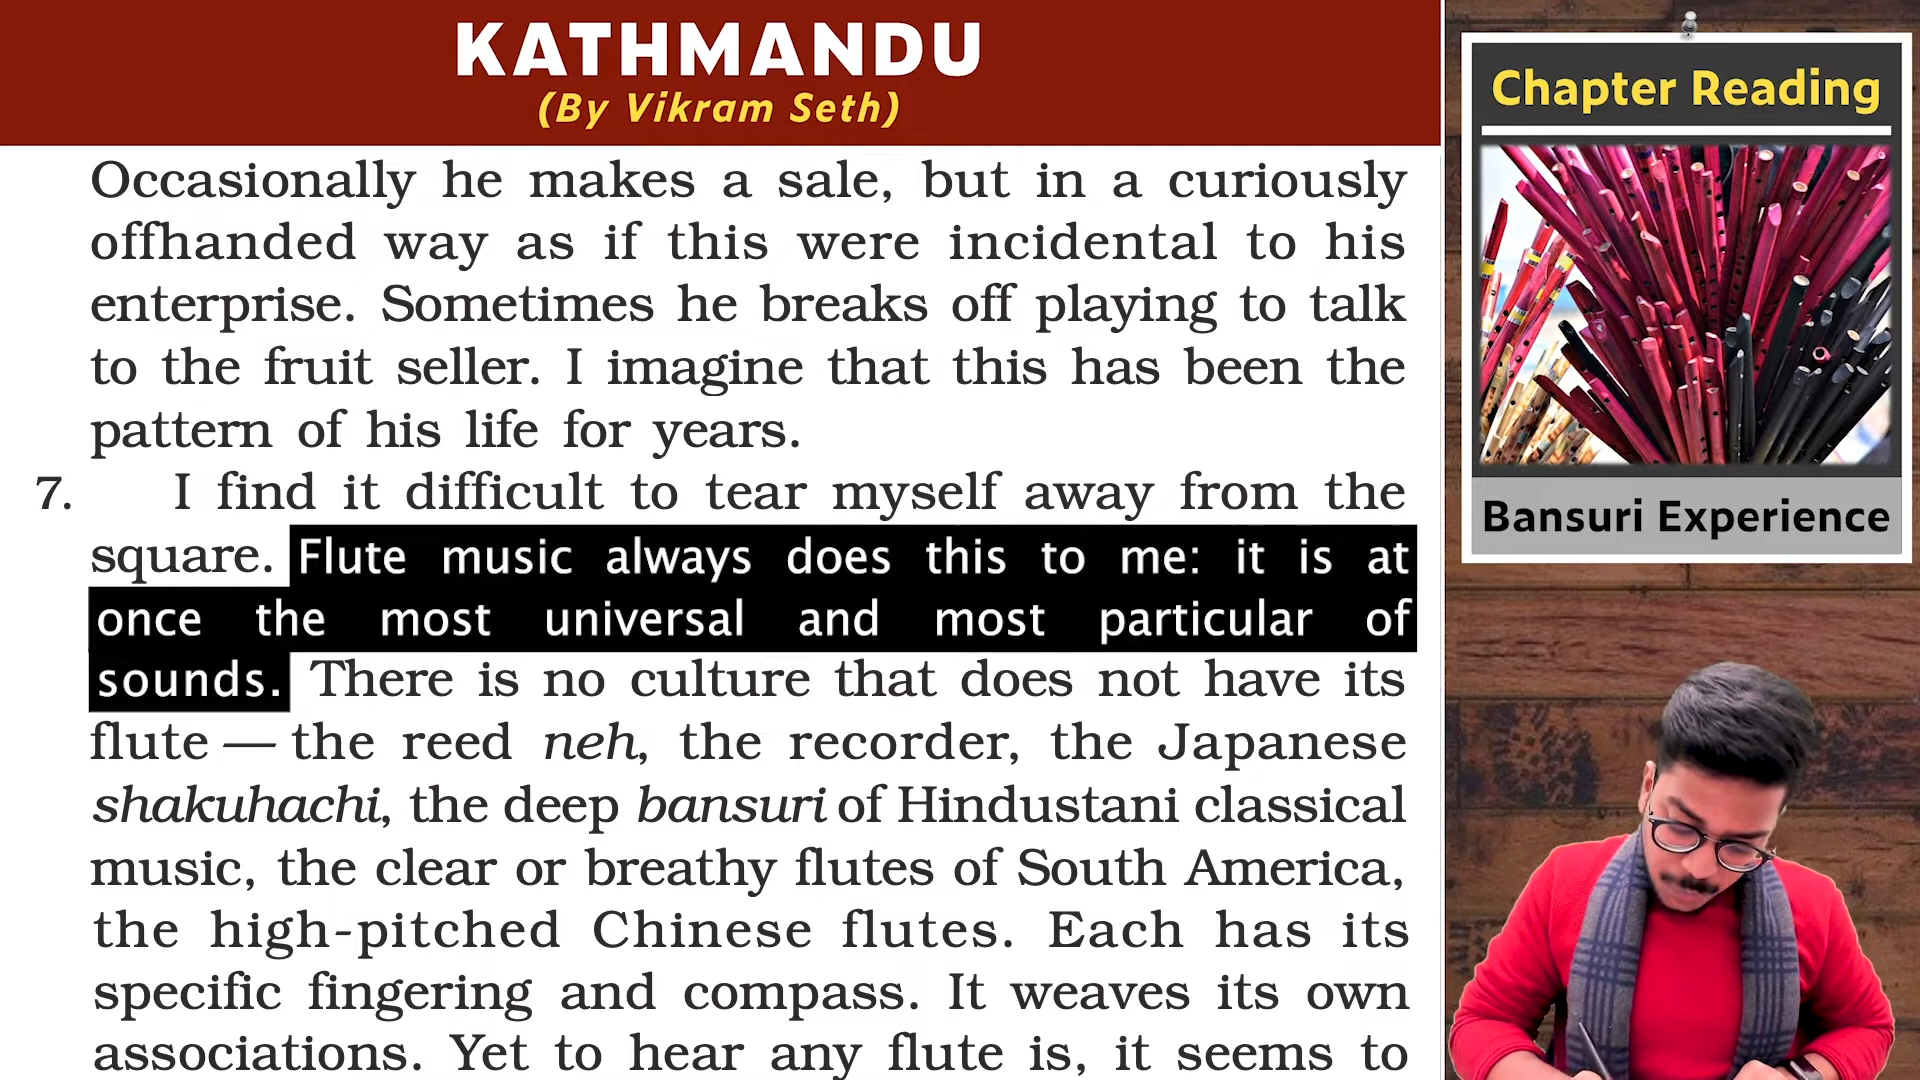 KATHMANDU
(By Vikram Seth)
Occasionally he makes a sale, but in a curiously
offhanded way as if this were incidental to his
enterprise. Sometimes he breaks off playing to talk
to the fruit seller. I imagine that this has been the
pattern of his life for years.
7. I find it difficult to tear myself away from the
square. Flute music always does this to me: it is at
once the most universal and most particular of
sounds. There is no culture that does not have its
flute — the reed neh, the recorder, the Japanese
shakuhachi, the deep bansuri of Hindustani classical
music, the clear or breathy flutes of South America,
the high-pitched Chinese flutes. Each has its
specific fingering and compass. It weaves its own
associations. Yet to hear any flute is, it seems to
Chapter Reading
Bansuri Experience